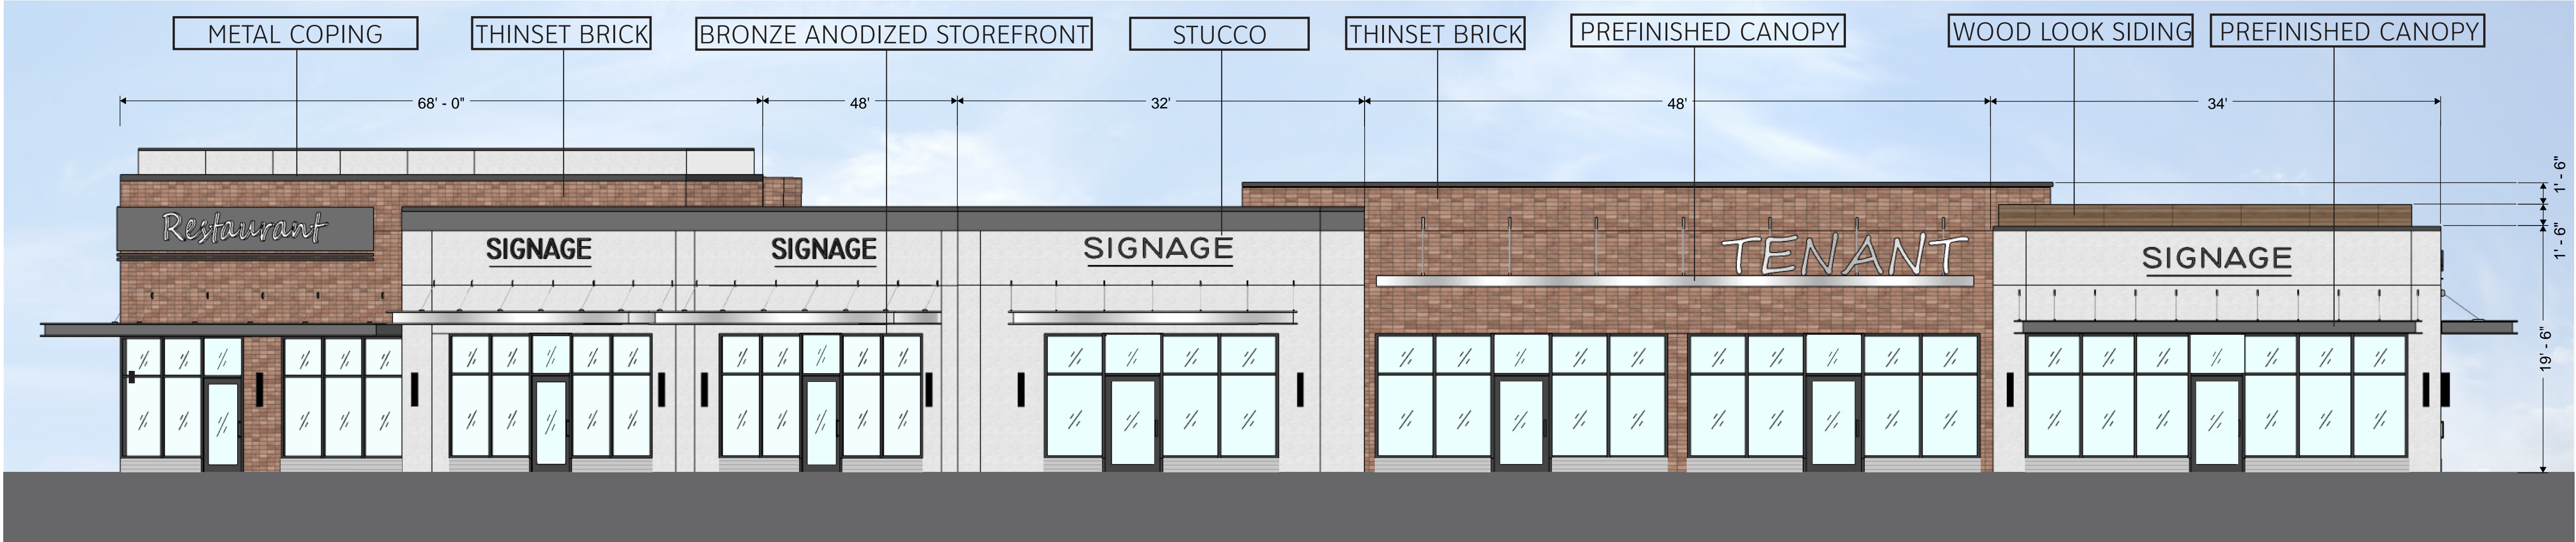 METAL COPING
THINSET BRICK
BRONZE ANODIZED STOREFRONT
STUCCO
THINSET BRICK
PREFINISHED CANOPY
WOOD LOOK SIDING
PREFINISHED CANOPY
68' - 0"
48'
32'
48'
34'
1' - 6"
1' - 6"
19' - 6"
Restaurant
SIGNAGE
SIGNAGE
SIGNAGE
TENANT
SIGNAGE